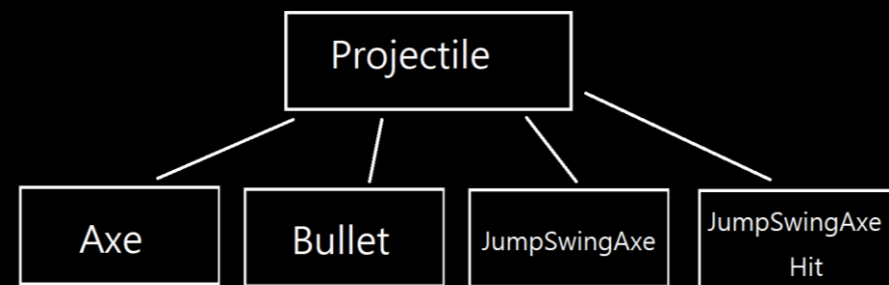 Projectile
Axe
Bullet
JumpSwingAxe
JumpSwingAxe
Hit